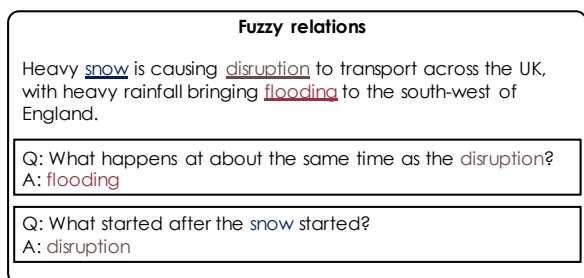 Fuzzy relations
Heavy snow is causing disruption to transport across the UK,
with heavy rainfall bringing flooding to the south-west of
England.
Q: What happens at about the same time as the disruption?
A: flooding
Q: What started after the snow started?
A: disruption